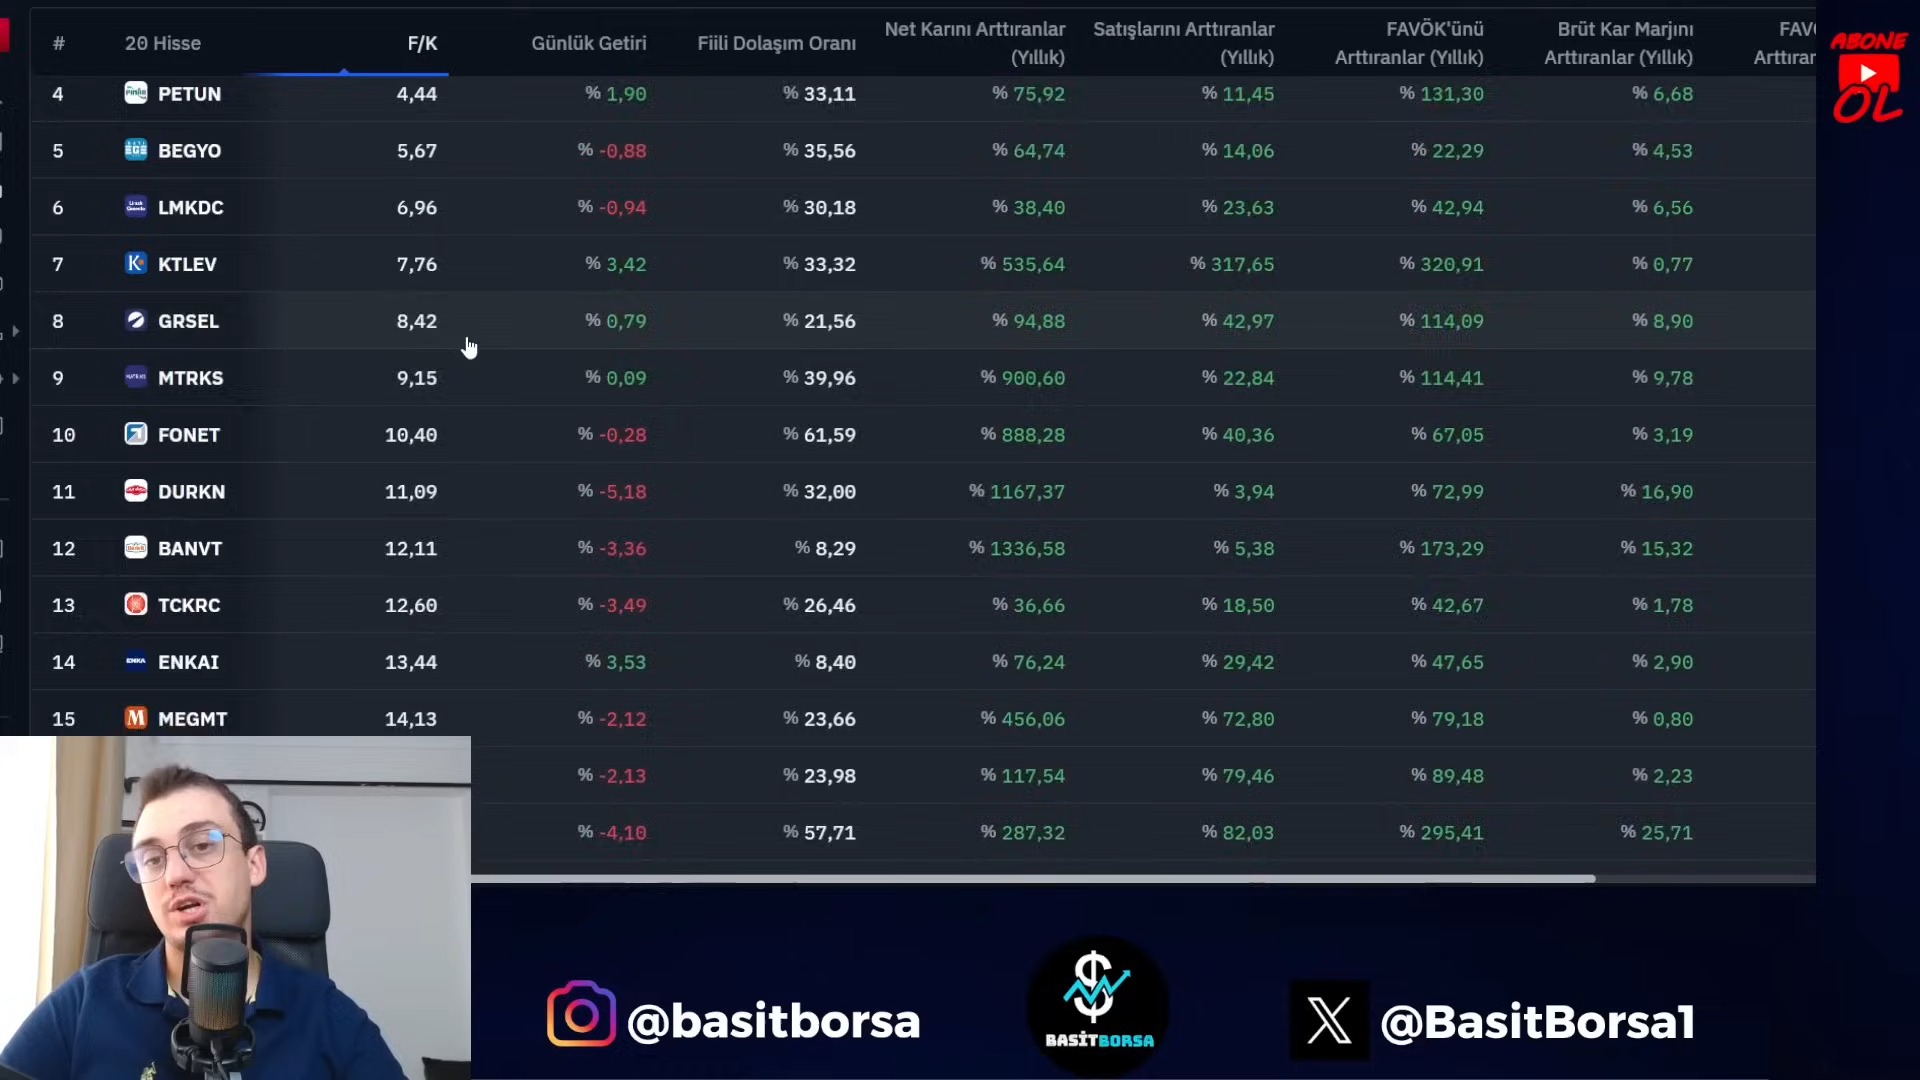 # 20 Hisse F/K Günlük Getiri Fiili Dolaşım Oranı Net Karını Arttıranlar (Yıllık) Satışlarını Arttıranlar (Yıllık) FAVÖK'ünü Arttıranlar (Yıllık) Brüt Kar Marjını Arttıranlar (Yıllık)
ABONE OL
4 PETUN 4,44 % 1,90 % 33,11 % 75,92 % 11,45 % 131,30 % 6,68
5 BEGYO 5,67 % -0,88 % 35,56 % 64,74 % 14,06 % 22,29 % 4,53
6 LMKDC 6,96 % -0,94 % 30,18 % 38,40 % 23,63 % 42,94 % 6,56
7 KTLEV 7,76 % 3,42 % 33,32 % 535,64 % 317,65 % 320,91 % 0,77
8 GRSEL 8,42 % 0,79 % 21,56 % 94,88 % 42,97 % 114,09 % 8,90
9 MTRKS 9,15 % 0,09 % 39,96 % 900,60 % 22,84 % 114,41 % 9,78
10 FONET 10,40 % -0,28 % 61,59 % 888,28 % 40,36 % 67,05 % 3,19
11 DURKN 11,09 % -5,18 % 32,00 % 1167,37 % 3,94 % 72,99 % 16,90
12 BANVT 12,11 % -3,36 % 8,29 % 1336,58 % 5,38 % 173,29 % 15,32
13 TCKRC 12,60 % -3,49 % 26,46 % 36,66 % 18,50 % 42,67 % 1,78
14 ENKAI 13,44 % 3,53 % 8,40 % 76,24 % 29,42 % 47,65 % 2,90
15 MEGMT 14,13 % -2,12 % 23,66 % 456,06 % 72,80 % 79,18 % 0,80
% -2,13 % 23,98 % 117,54 % 79,46 % 89,48 % 2,23
% -4,10 % 57,71 % 287,32 % 82,03 % 295,41 % 25,71
@basitborsa
BASİTBORSA
@BasitBorsa1